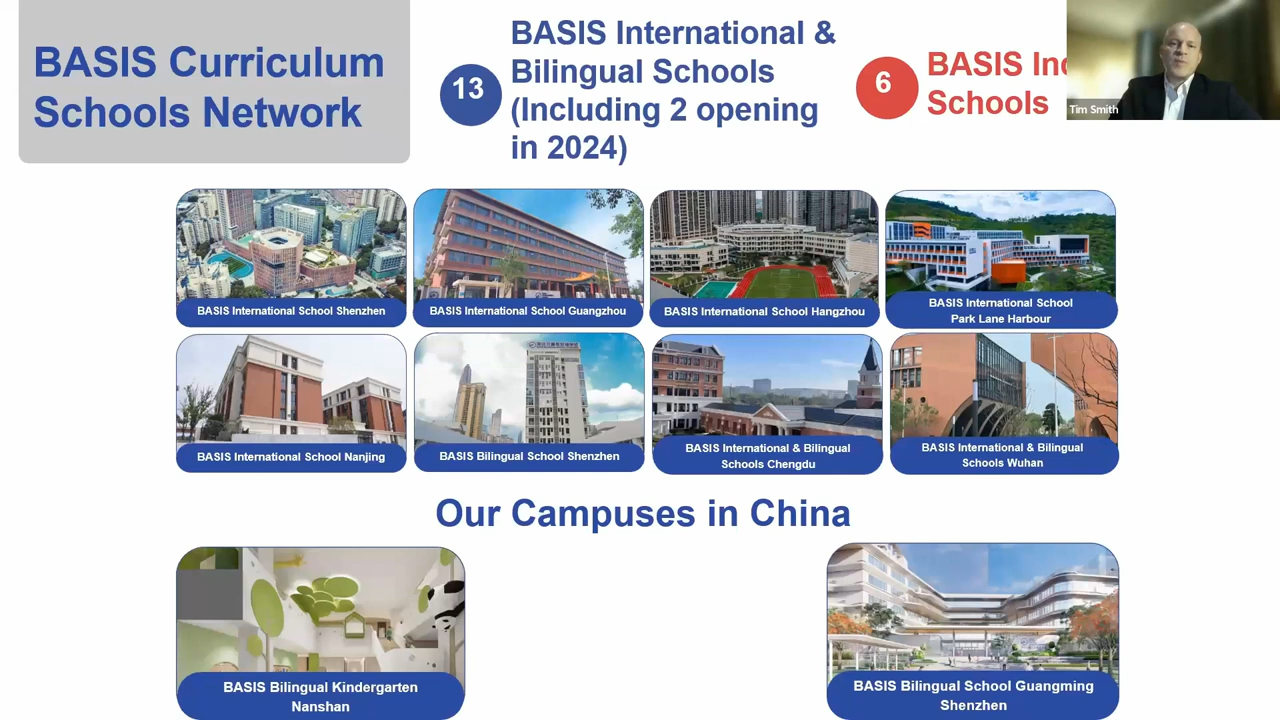 BASIS Curriculum
Schools Network
13
BASIS International &
Bilingual Schools
(Including 2 opening
in 2024)
6
BASIS
Schools
Tim Smith
BASIS International School Shenzhen
BASIS International School Guangzhou
BASIS International School Hangzhou
BASIS International School
Park Lane Harbour
BASIS International School Nanjing
BASIS Bilingual School Shenzhen
BASIS International & Bilingual
Schools Chengdu
BASIS International & Bilingual
Schools Wuhan
Our Campuses in China
BASIS Bilingual Kindergarten
Nanshan
BASIS Bilingual School Guangming
Shenzhen